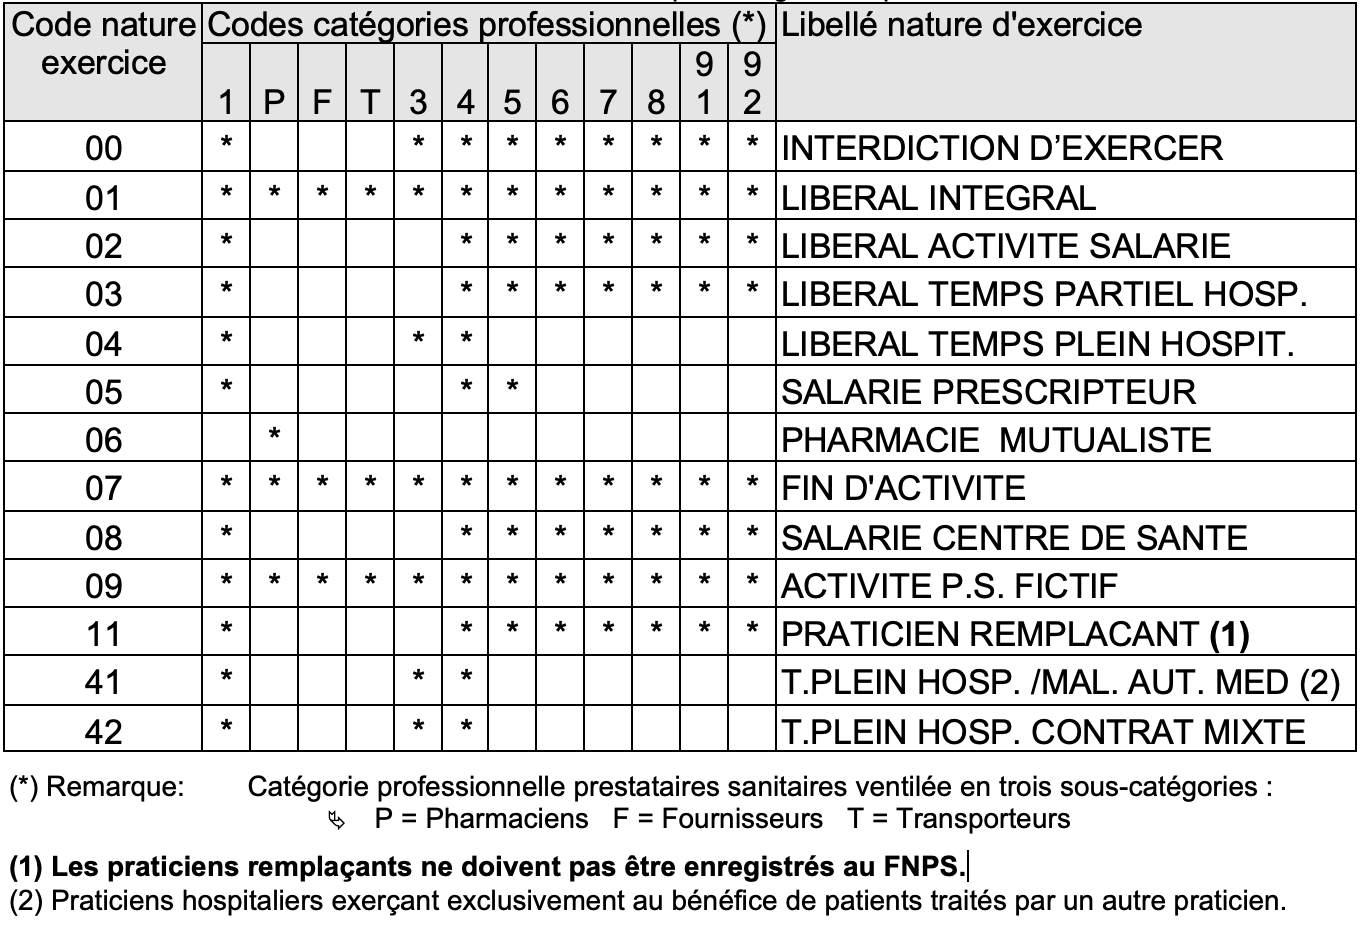 Code nature exercice | Codes catégories professionnelles (*) | Libellé nature d'exercice
1 | P | F | T | 3 | 4 | 5 | 6 | 7 | 8 | 91 | 92
00 | * | | | | * | * | * | * | * | * | * | * | INTERDICTION D’EXERCER
01 | * | * | * | * | * | * | * | * | * | * | * | * | LIBERAL INTEGRAL
02 | * | | | | | * | * | * | * | * | * | * | LIBERAL ACTIVITE SALARIE
03 | * | | | | | * | * | * | * | * | * | * | LIBERAL TEMPS PARTIEL HOSP.
04 | * | | | | * | * | | | | | | | LIBERAL TEMPS PLEIN HOSPIT.
05 | * | | | | | * | * | | | | | | SALARIE PRESCRIPTEUR
06 | | * | | | | | | | | | | | PHARMACIE  MUTUALISTE
07 | * | * | * | * | * | * | * | * | * | * | * | * | FIN D'ACTIVITE
08 | * | | | | | * | * | * | * | * | * | * | SALARIE CENTRE DE SANTE
09 | * | * | * | * | * | * | * | * | * | * | * | * | ACTIVITE P.S. FICTIF
11 | * | | | | | * | * | * | * | * | * | * | PRATICIEN REMPLACANT (1)
41 | * | | | | * | * | | | | | | | T.PLEIN HOSP. /MAL. AUT. MED (2)
42 | * | | | | * | * | | | | | | | T.PLEIN HOSP. CONTRAT MIXTE
(*) Remarque: Catégorie professionnelle prestataires sanitaires ventilée en trois sous-catégories :
P = Pharmaciens F = Fournisseurs T = Transporteurs
(1) Les praticiens remplaçants ne doivent pas être enregistrés au FNPS.
(2) Praticiens hospitaliers exerçant exclusivement au bénéfice de patients traités par un autre praticien.